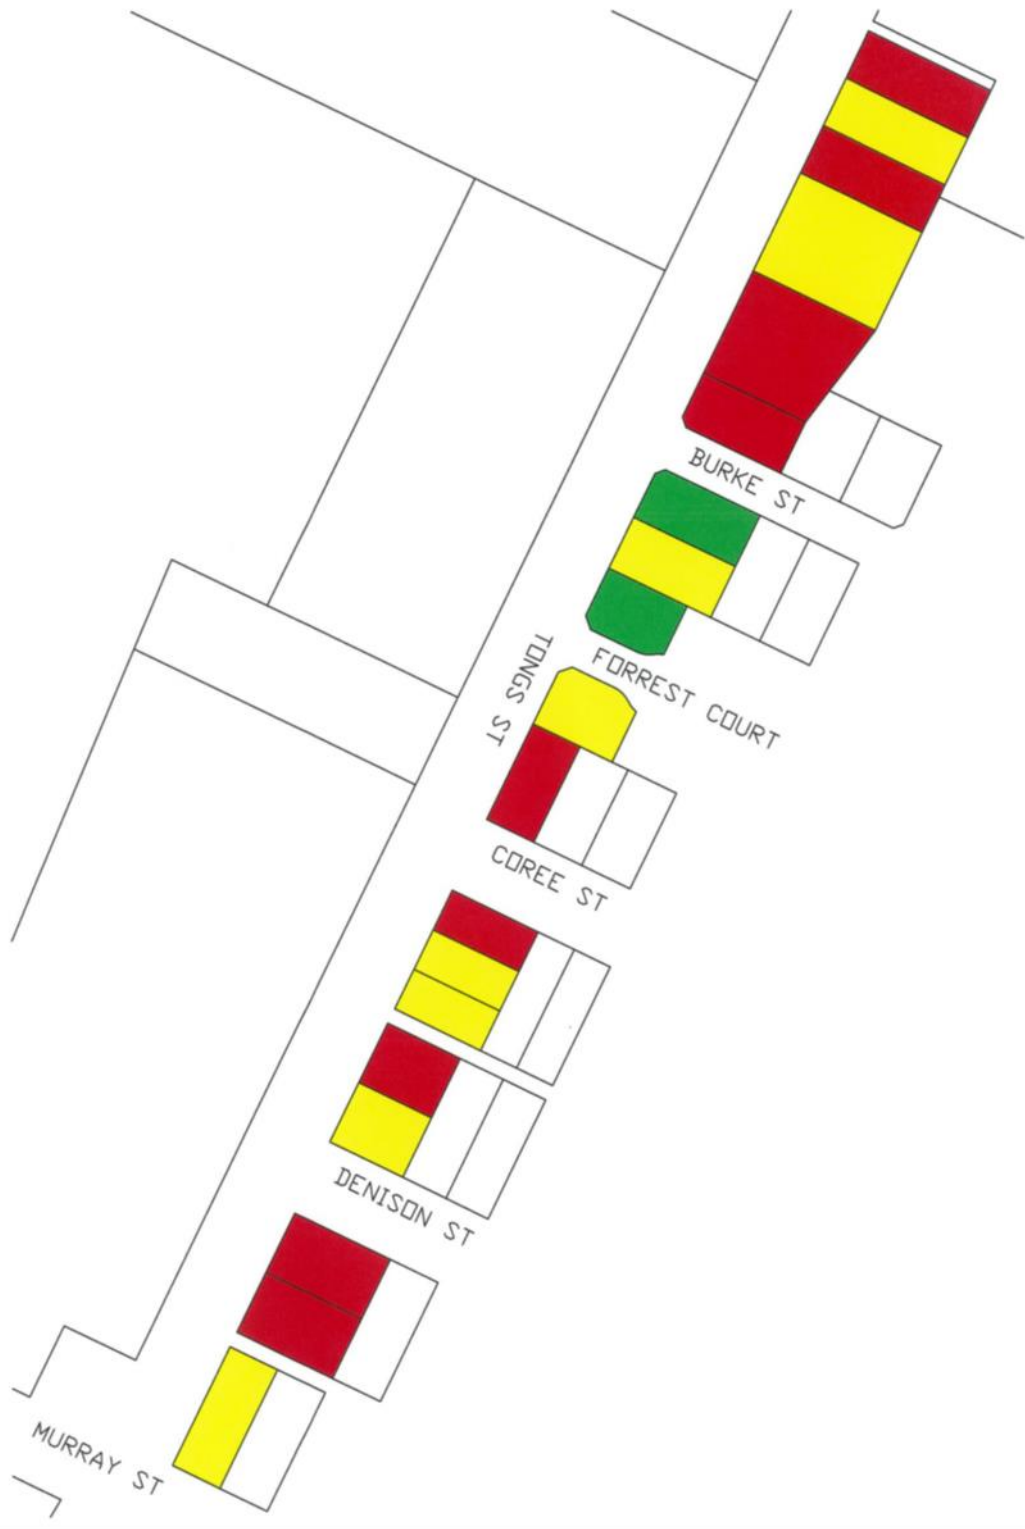 BURKE ST
FORREST COURT
TONGS ST
COREE ST
DENISON ST
MURRAY ST